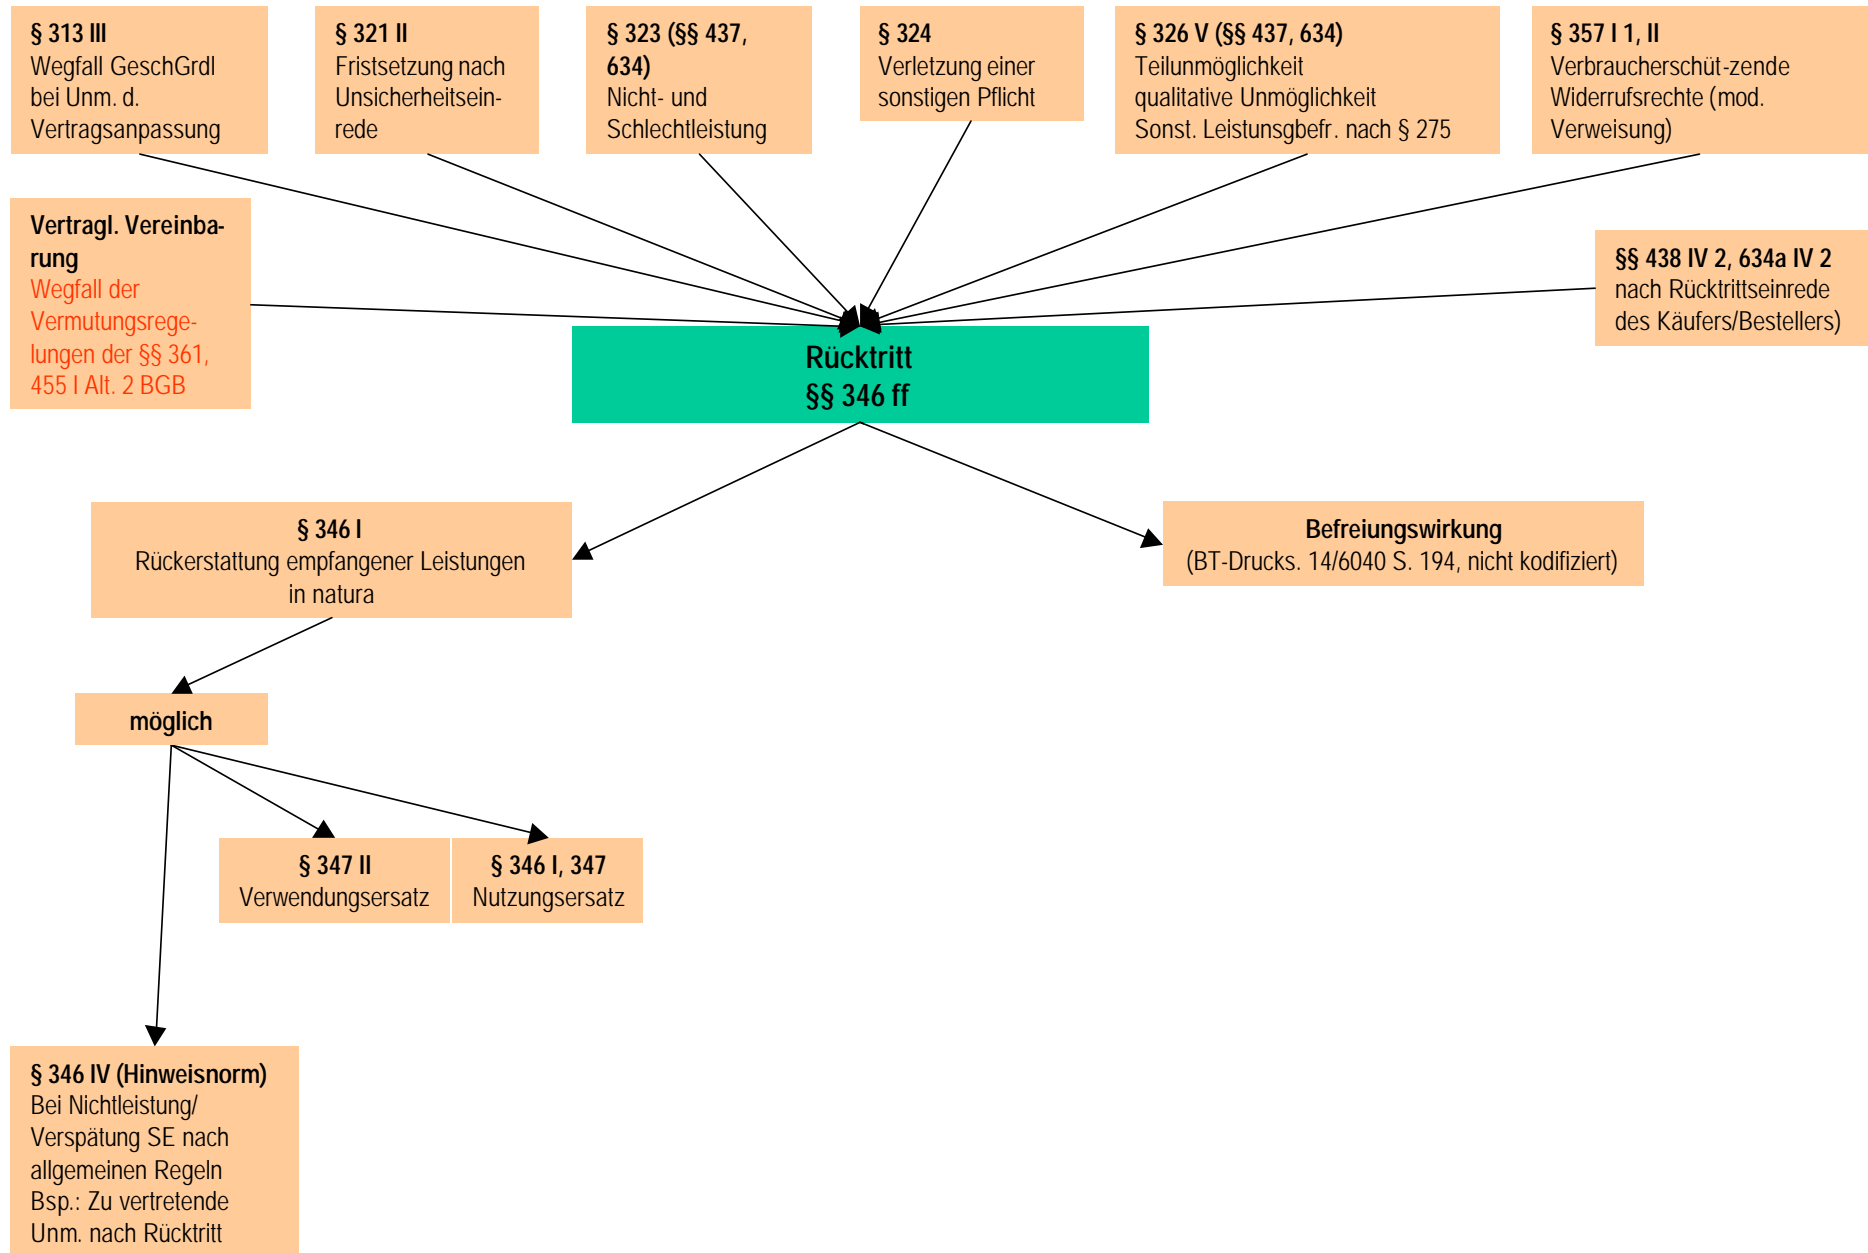 § 313 III
Wegfall GeschGrdl
bei Unm. d.
Vertragsanpassung
§ 321 II
Fristsetzung nach
Unsicherheitsein-
rede
§ 323 (§§ 437,
634)
Nicht- und
Schlechtleistung
§ 324
Verletzung einer
sonstigen Pflicht
§ 326 V (§§ 437, 634)
Teilunmöglichkeit
qualitative Unmöglichkeit
Sonst. Leistunsgbefr. nach § 275
§ 357 I 1, II
Verbraucherschüt-zende
Widerrufsrechte (mod.
Verweisung)
Vertragl. Vereinba-
rung
Wegfall der
Vermutungsrege-
lungen der §§ 361,
455 I Alt. 2 BGB
§§ 438 IV 2, 634a IV 2
nach Rücktrittseinrede
des Käufers/Bestellers)
Rücktritt
§§ 346 ff
§ 346 I
Rückerstattung empfangener Leistungen
in natura
Befreiungswirkung
(BT-Drucks. 14/6040 S. 194, nicht kodifiziert)
möglich
§ 347 II
Verwendungsersatz
§ 346 I, 347
Nutzungsersatz
§ 346 IV (Hinweisnorm)
Bei Nichtleistung/
Verspätung SE nach
allgemeinen Regeln
Bsp.: Zu vertretende
Unm. nach Rücktritt